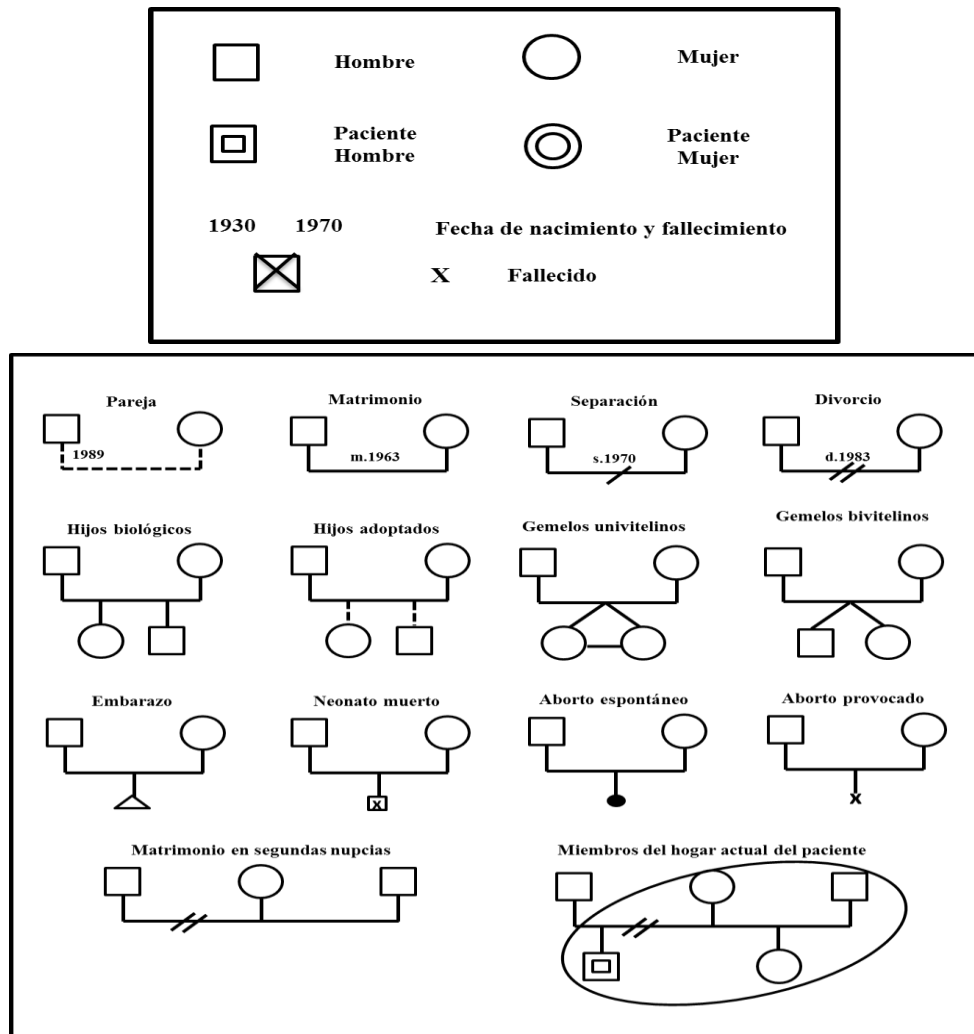 Hombre
Mujer
Paciente
Hombre
Paciente
Mujer
1930 1970
Fecha de nacimiento y fallecimiento
X Fallecido
Pareja
Matrimonio
Separación
Divorcio
1989
m.1963
s.1970
d.1983
Hijos biológicos
Hijos adoptados
Gemelos univitelinos
Gemelos bivitelinos
Embarazo
Neonato muerto
Aborto espontáneo
Aborto provocado
x
x
Matrimonio en segundas nupcias
Miembros del hogar actual del paciente